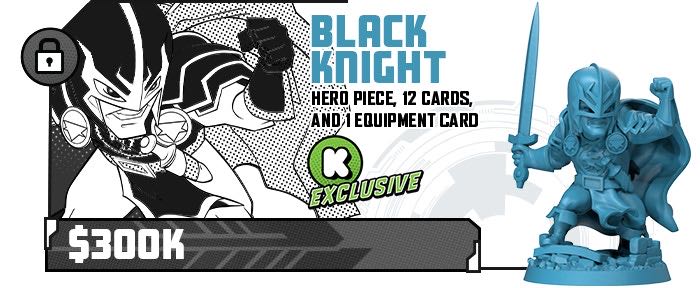 BLACK
KNIGHT
HERO PIECE, 12 CARDS,
AND 1 EQUIPMENT CARD
K
EXCLUSIVE
$300K